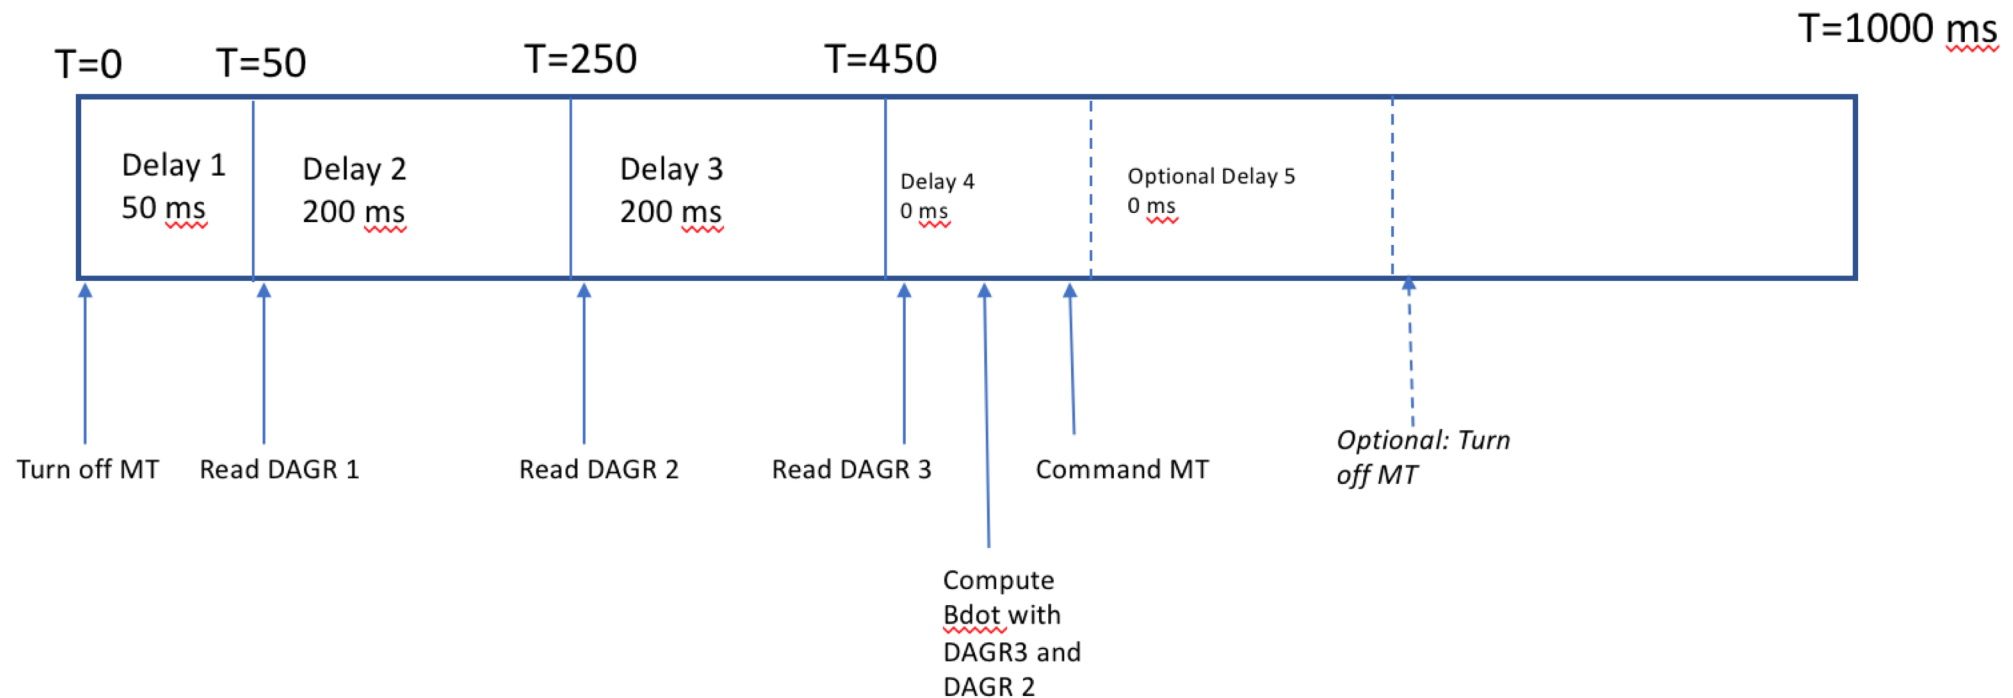 T=0
T=50
T=250
T=450
T=1000 ms
Delay 1
50 ms
Delay 2
200 ms
Delay 3
200 ms
Delay 4
0 ms
Optional Delay 5
0 ms
Turn off MT
Read DAGR 1
Read DAGR 2
Read DAGR 3
Command MT
Optional: Turn
off MT
Compute
Bdot with
DAGR3 and
DAGR 2